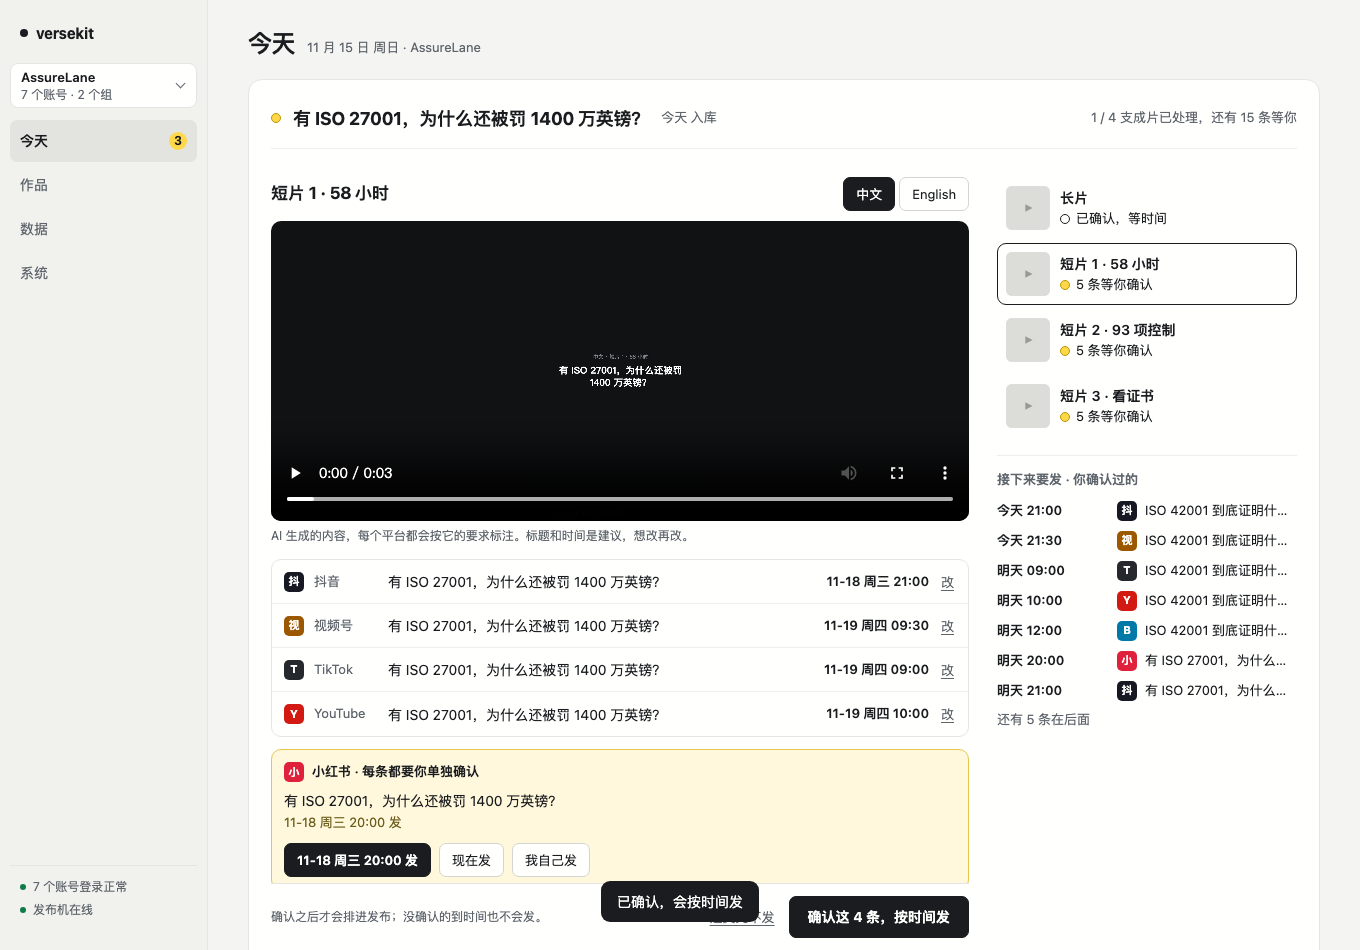 versekit
AssureLane
7 个账号 · 2 个组
今天
3
作品
数据
系统
7 个账号登录正常
发布机在线
今天 11 月 15 日 周日 · AssureLane
有 ISO 27001，为什么还被罚 1400 万英镑？ 今天 入库
1 / 4 支成片已处理，还有 15 条等你
短片 1 · 58 小时
中文
English
中文 · 短片 1 · 58 小时
有 ISO 27001，为什么还被罚
1400 万英镑？
0:00 / 0:03
AI 生成的内容，每个平台都会按它的要求标注。标题和时间是建议，想改再改。
抖 抖音 有 ISO 27001，为什么还被罚 1400 万英镑？ 11-18 周三 21:00 改
视 视频号 有 ISO 27001，为什么还被罚 1400 万英镑？ 11-19 周四 09:30 改
T TikTok 有 ISO 27001，为什么还被罚 1400 万英镑？ 11-19 周四 09:00 改
Y YouTube 有 ISO 27001，为什么还被罚 1400 万英镑？ 11-19 周四 10:00 改
小 小红书 · 每条都要你单独确认
有 ISO 27001，为什么还被罚 1400 万英镑？
11-18 周三 20:00 发
11-18 周三 20:00 发
现在发
我自己发
确认之后才会排进发布；没确认的到时间也不会发。
已确认，会按时间发
不发
确认这 4 条，按时间发
长片
已确认，等时间
短片 1 · 58 小时
5 条等你确认
短片 2 · 93 项控制
5 条等你确认
短片 3 · 看证书
5 条等你确认
接下来要发 · 你确认过的
今天 21:00 抖 ISO 42001 到底证明什...
今天 21:30 视 ISO 42001 到底证明什...
明天 09:00 T ISO 42001 到底证明什...
明天 10:00 Y ISO 42001 到底证明什...
明天 12:00 B ISO 42001 到底证明什...
明天 20:00 小 有 ISO 27001，为什么...
明天 21:00 抖 有 ISO 27001，为什么...
还有 5 条在后面